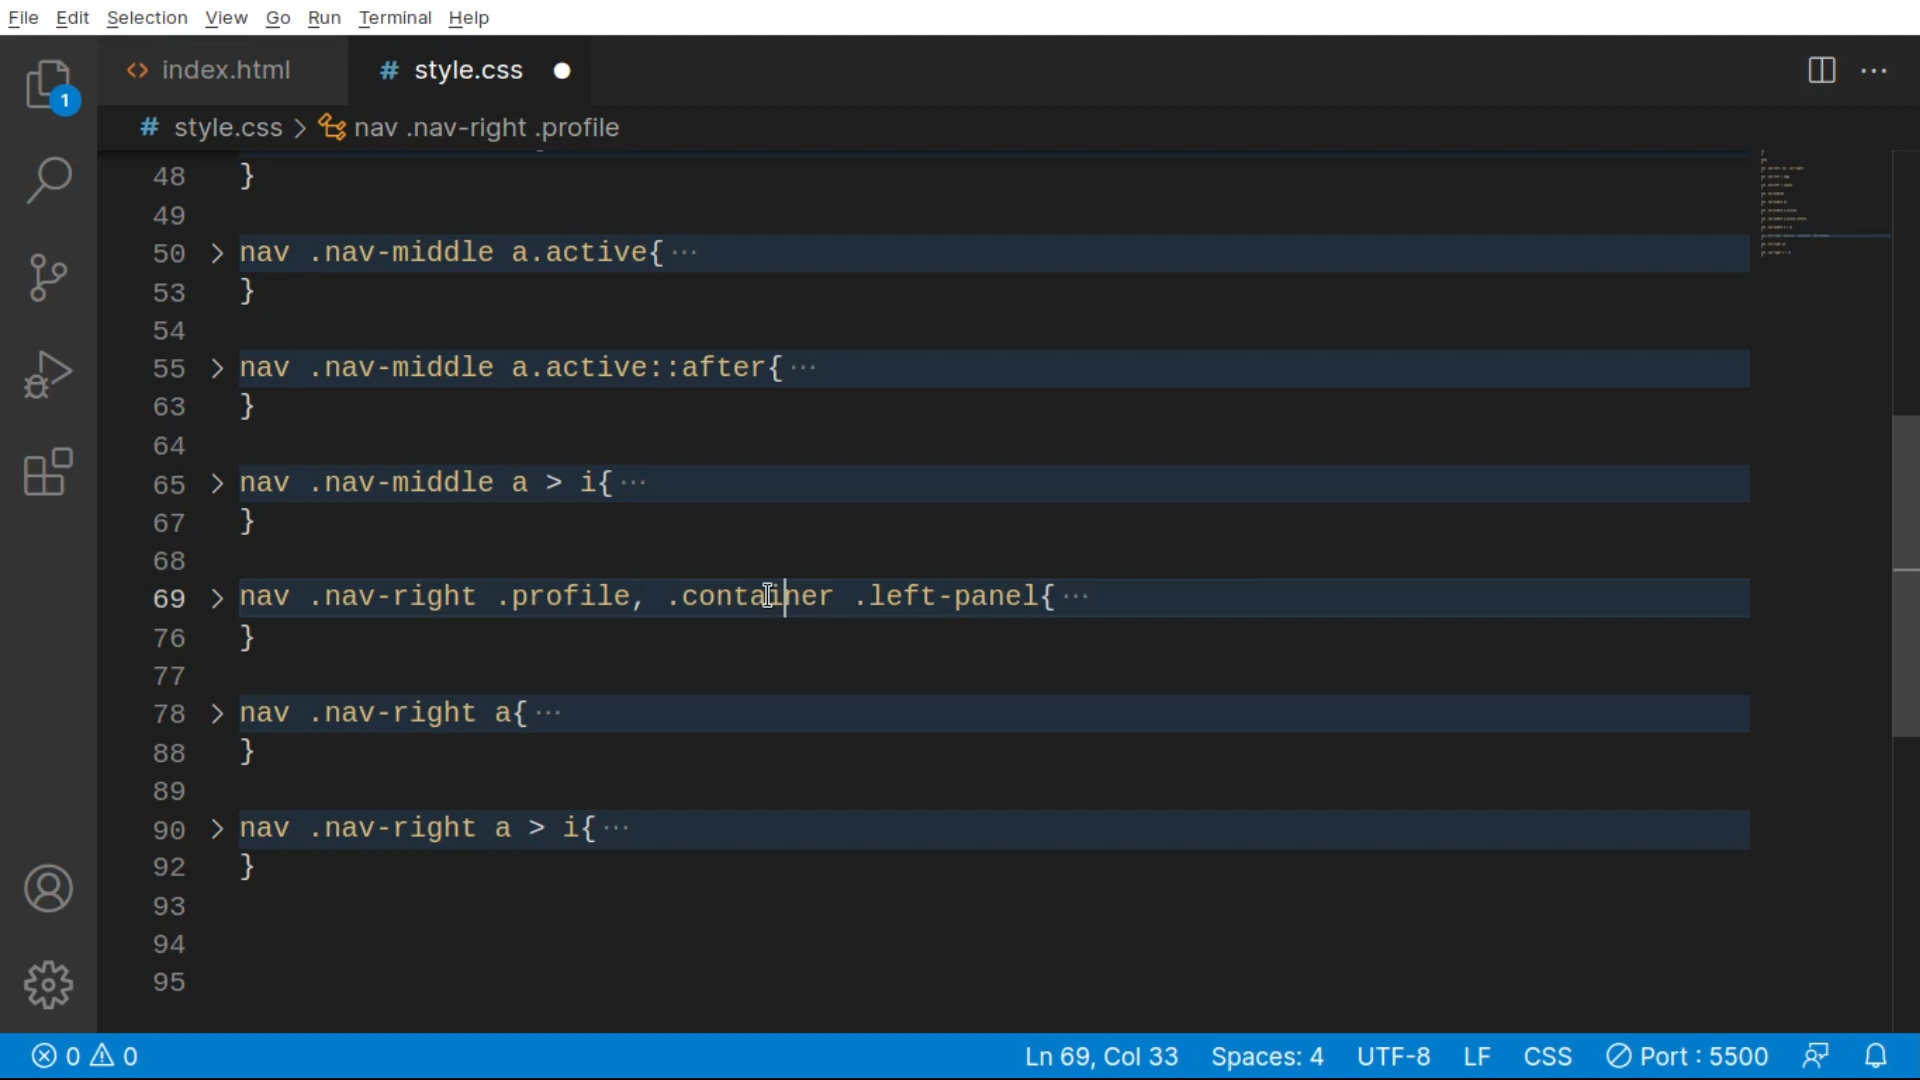 File Edit Selection View Go Run Terminal Help
1
<> index.html # style.css ● ···
# style.css > nav .nav-right .profile
48 }
49
50 > nav .nav-middle a.active{ ···
53 }
54
55 > nav .nav-middle a.active::after{ ···
63 }
64
65 > nav .nav-middle a > i{ ···
67 }
68
69 > nav .nav-right .profile, .container .left-panel{ ···
76 }
77
78 > nav .nav-right a{ ···
88 }
89
90 > nav .nav-right a > i{ ···
92 }
93
94
95
0 0 Ln 69, Col 33 Spaces: 4 UTF-8 LF CSS Port : 5500